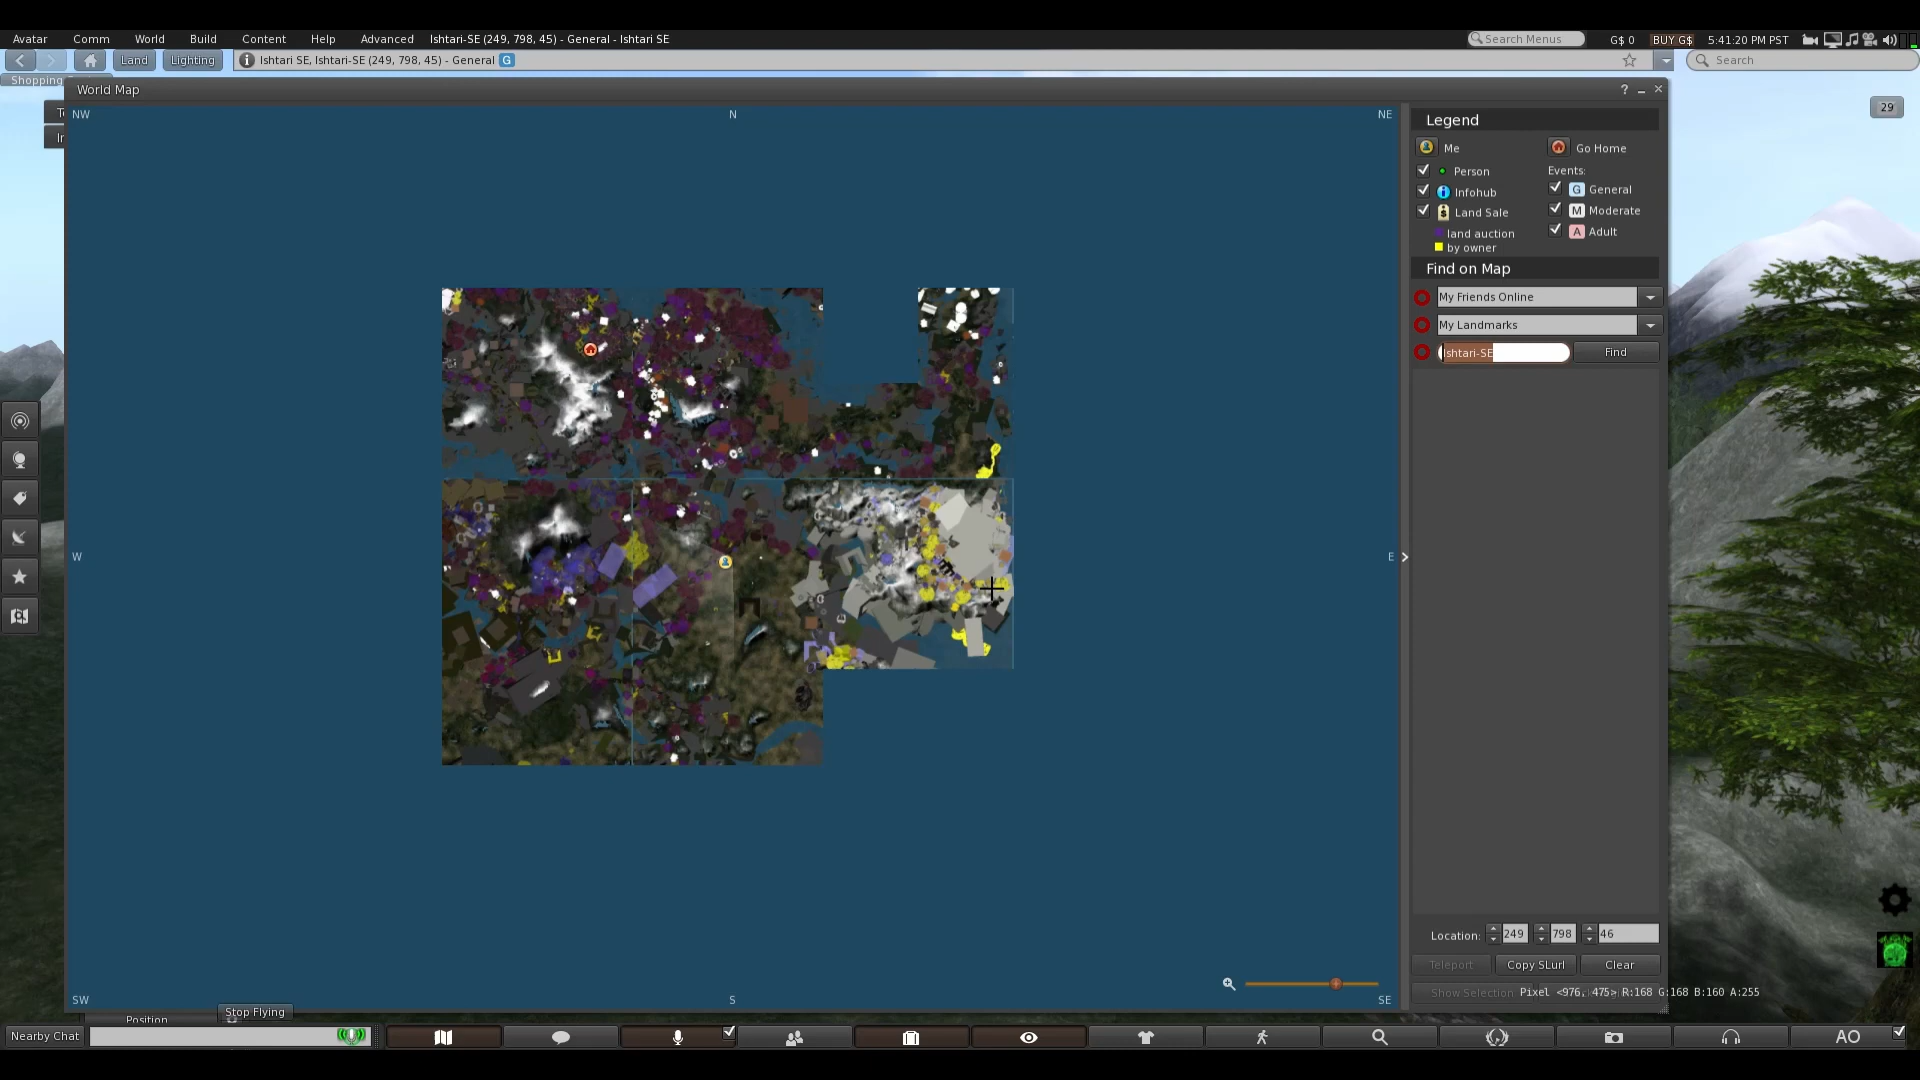 Avatar Comm World Build Content Help Advanced Ishtari-SE (249, 798, 45) - General - Ishtari SE Search Menus G$ 0 BUY G$ 5:41:20 PM PST
Land Lighting Ishtari SE, Ishtari-SE (249, 798, 45) - General G Search
Shopping
World Map ?
NW N NE
29
Legend
Me Go Home
Person Events:
Infohub G General
Land Sale M Moderate
land auction A Adult
by owner
Find on Map
My Friends Online
My Landmarks
Ishtari-SE Find
W E
Location: 249 798 46
Teleport Copy SLurl Clear
Show Selection Pixel <976, 475> R:168 G:168 B:160 A:255
SW S SE
Position Stop Flying
Nearby Chat AO